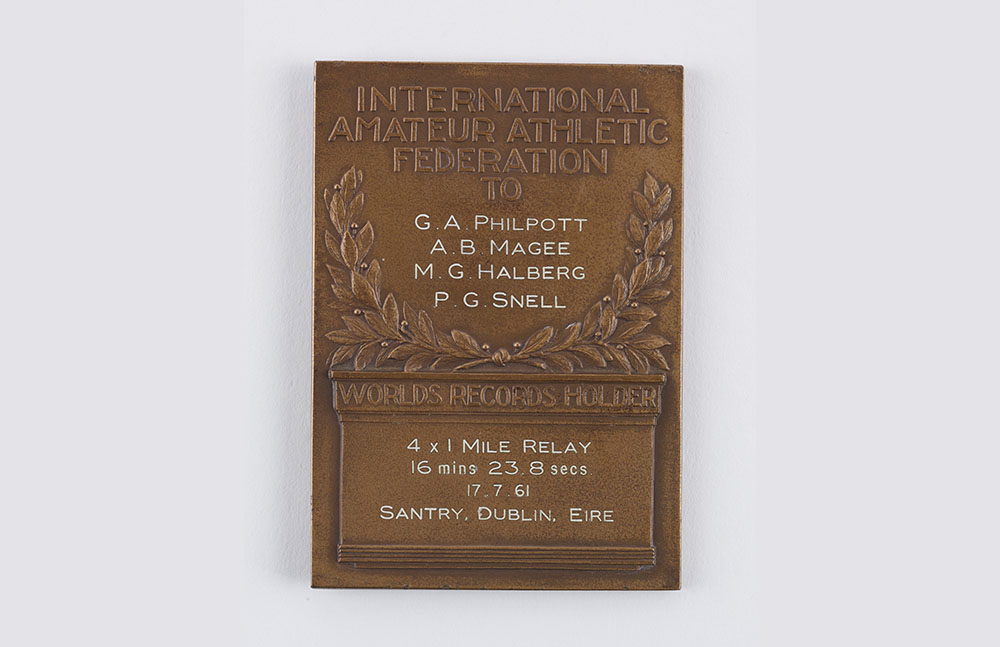 INTERNATIONAL
AMATEUR ATHLETIC
FEDERATION
TO
G. A. PHILPOTT
A. B. MAGEE
M. G. HALBERG
P. G. SNELL
WORLDS RECORDS HOLDER
4 x 1 MILE RELAY
16 mins 23.8 secs.
17.7.61
SANTRY, DUBLIN, EIRE